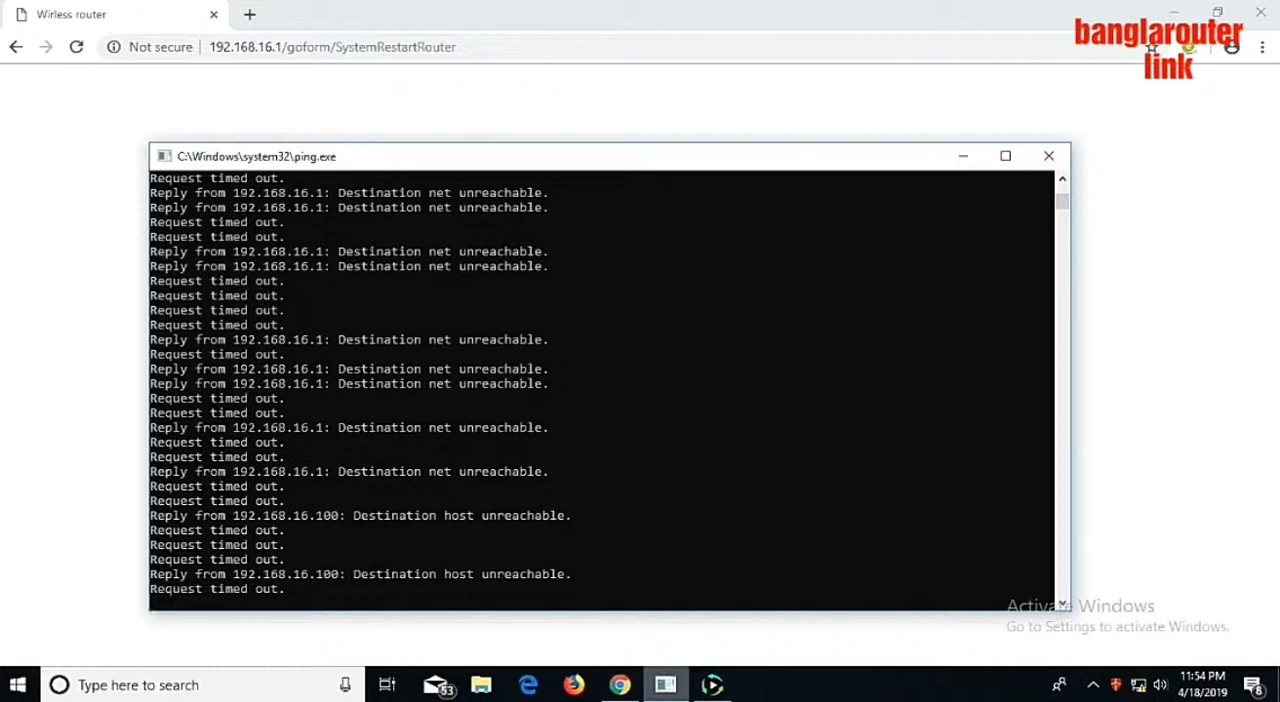 Wirless router
Not secure
192.168.16.1/goform/SystemRestartRouter
banglarouter
link
C:\Windows\system32\ping.exe
Request timed out.
Reply from 192.168.16.1: Destination net unreachable.
Reply from 192.168.16.1: Destination net unreachable.
Request timed out.
Request timed out.
Reply from 192.168.16.1: Destination net unreachable.
Reply from 192.168.16.1: Destination net unreachable.
Request timed out.
Request timed out.
Request timed out.
Request timed out.
Reply from 192.168.16.1: Destination net unreachable.
Request timed out.
Reply from 192.168.16.1: Destination net unreachable.
Reply from 192.168.16.1: Destination net unreachable.
Request timed out.
Request timed out.
Reply from 192.168.16.1: Destination net unreachable.
Request timed out.
Request timed out.
Reply from 192.168.16.1: Destination net unreachable.
Request timed out.
Request timed out.
Reply from 192.168.16.100: Destination host unreachable.
Request timed out.
Request timed out.
Request timed out.
Reply from 192.168.16.100: Destination host unreachable.
Request timed out.
Activate Windows
Go to Settings to activate Windows.
Type here to search
53
11:54 PM
4/18/2019
8